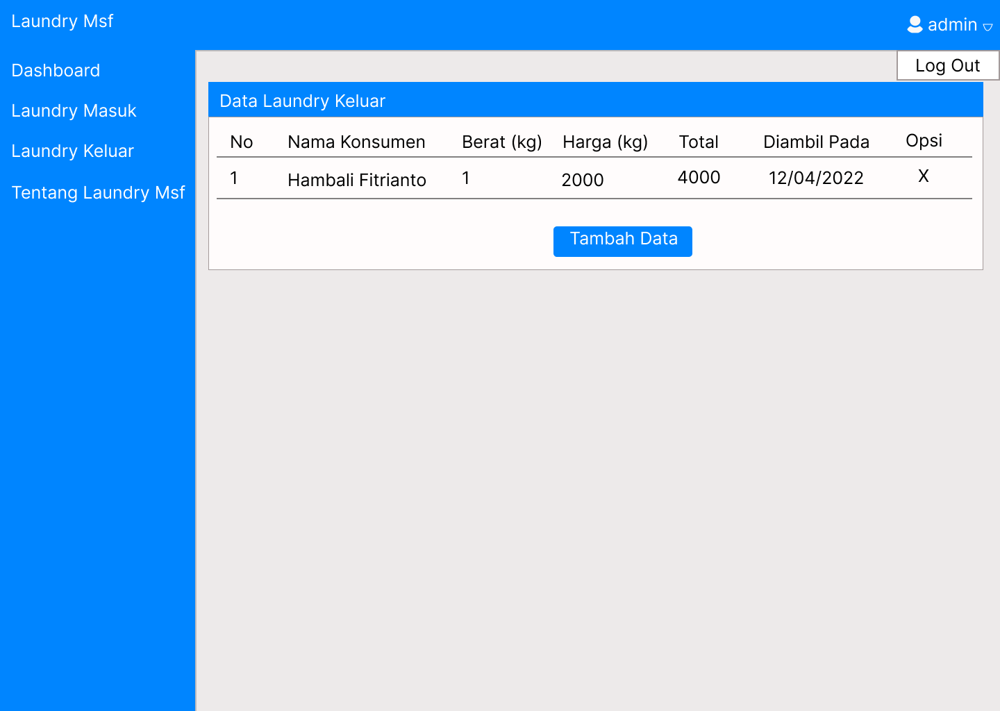 Laundry Msf
admin
Log Out
Dashboard
Laundry Masuk
Laundry Keluar
Tentang Laundry Msf
Data Laundry Keluar
No Nama Konsumen Berat (kg) Harga (kg) Total Diambil Pada Opsi
1 Hambali Fitrianto 1 2000 4000 12/04/2022 X
Tambah Data